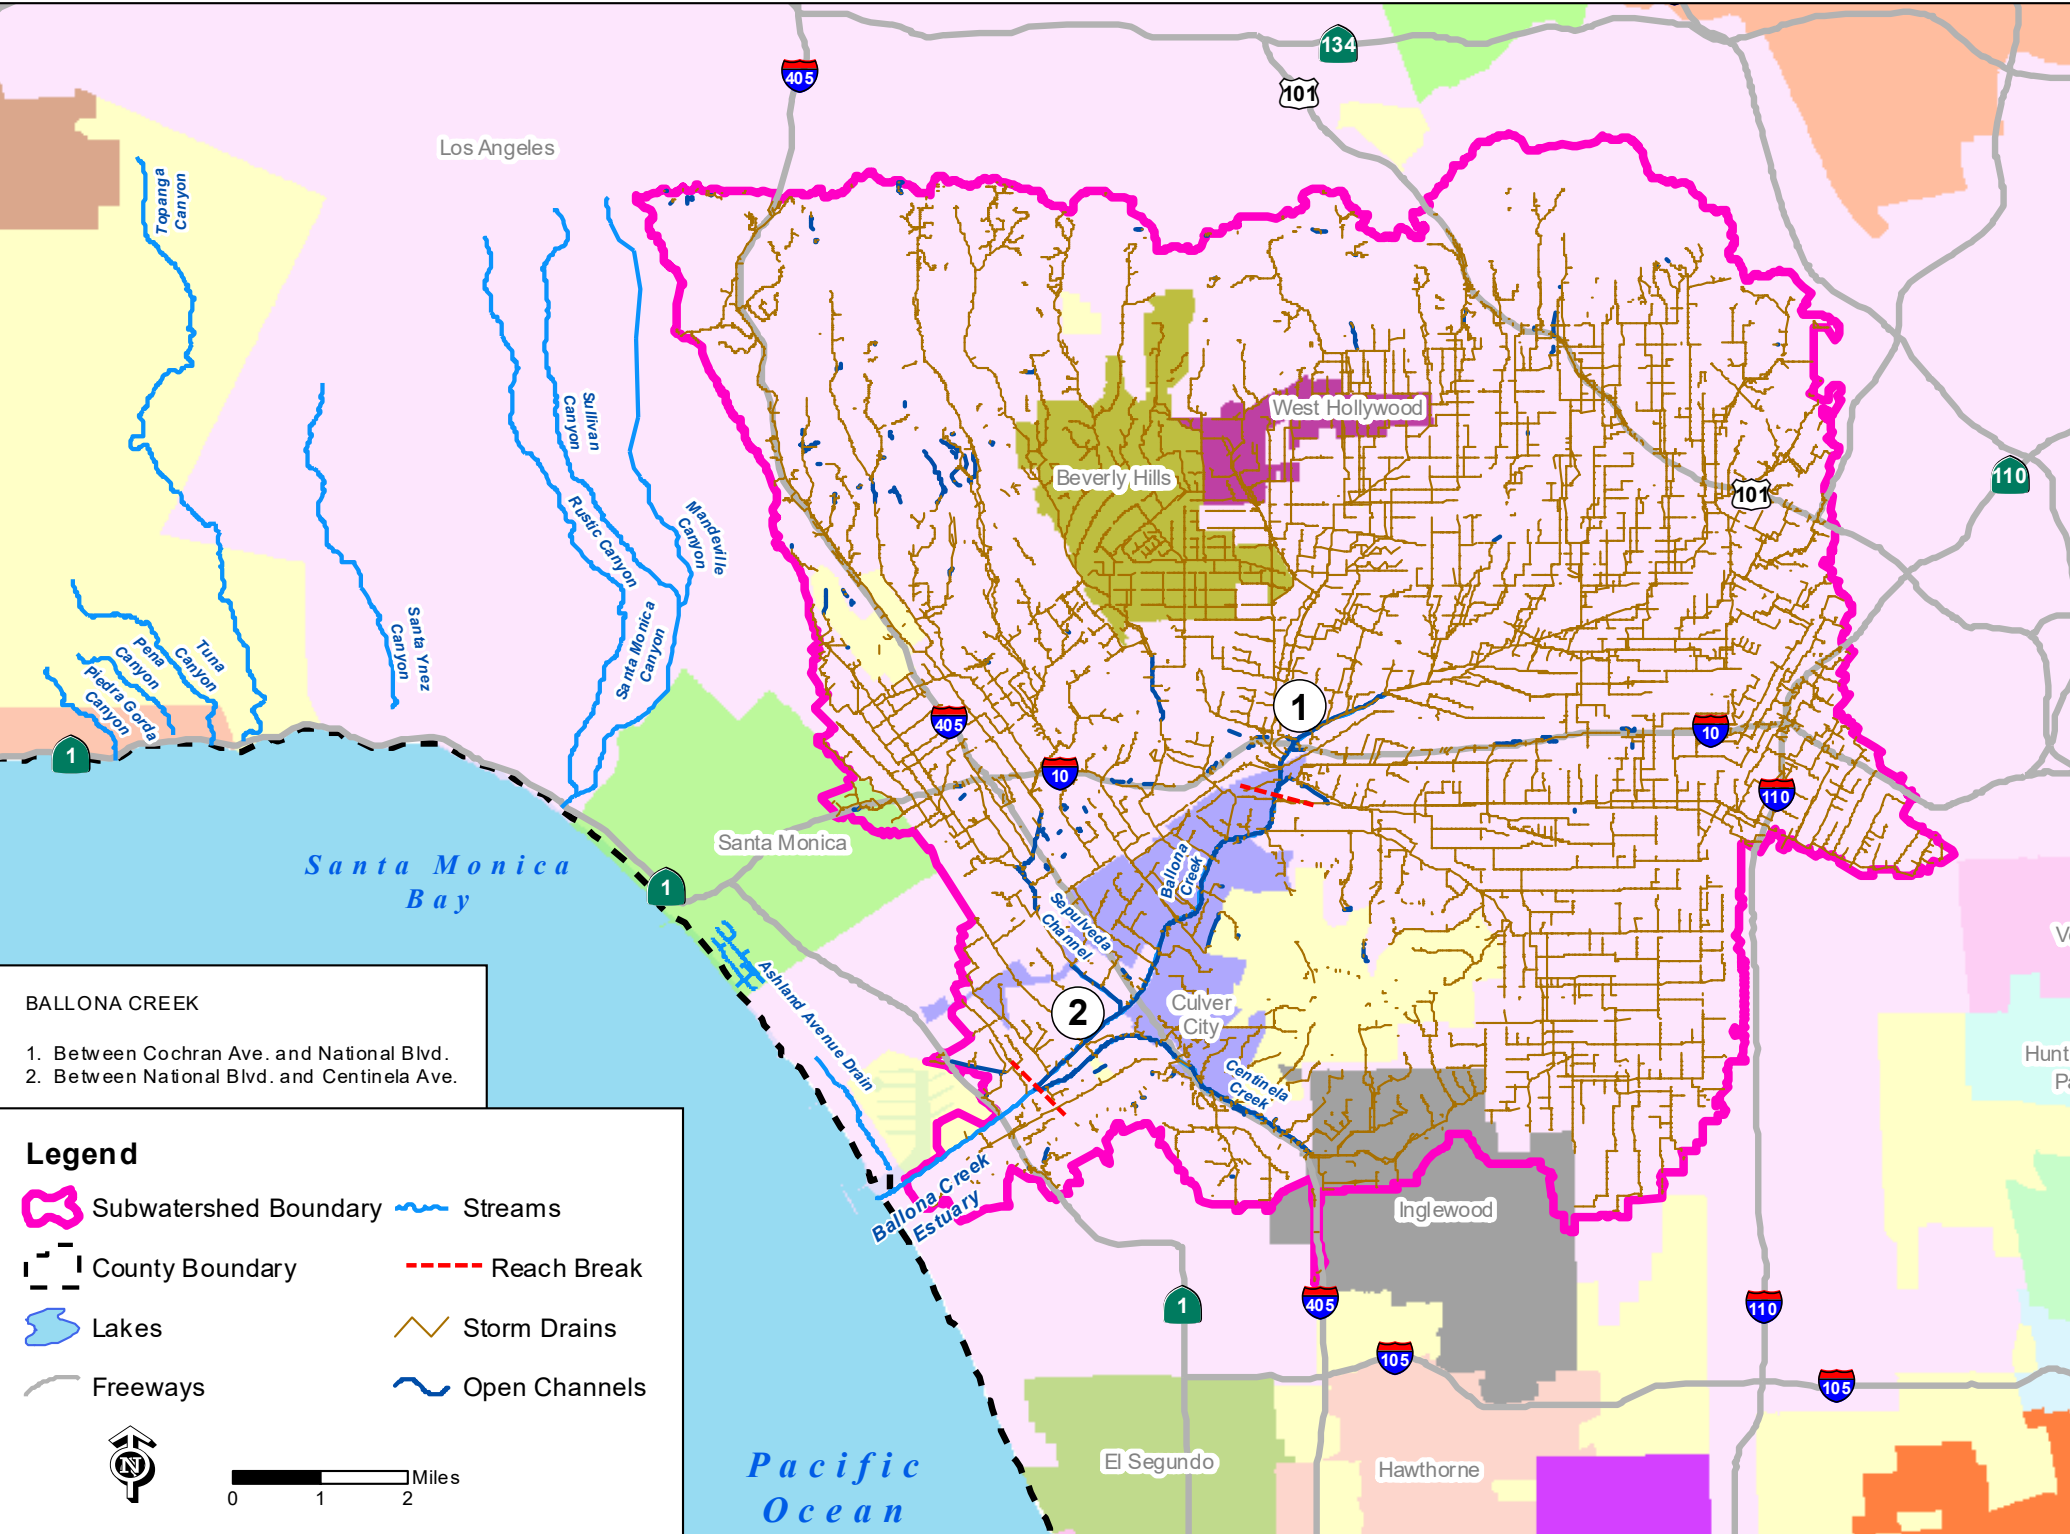 134
405
101
Los Angeles
Topanga
Canyon
West Hollywood
Sullivan
Canyon
Beverly Hills
110
101
Rustic Canyon
Mandeville
Canyon
Santa Ynez
Canyon
Santa Monica
Canyon
Tuna
Canyon
Pena
Canyon
Piedra Gorda
Canyon
1
405
1
10
10
110
Santa Monica
Santa Monica
Bay
1
Ballona
Creek
Sepulveda
Channel
Ashland Avenue Drain
2
Culver
City
Centinela
Creek
Ballona Creek
Estuary
Inglewood
Hunt
Pa
1
405
110
105
105
El Segundo
Hawthorne
Pacific
Ocean
BALLONA CREEK
1. Between Cochran Ave. and National Blvd.
2. Between National Blvd. and Centinela Ave.
Legend
Subwatershed Boundary
Streams
County Boundary
Reach Break
Lakes
Storm Drains
Freeways
Open Channels
N
Miles
0 1 2